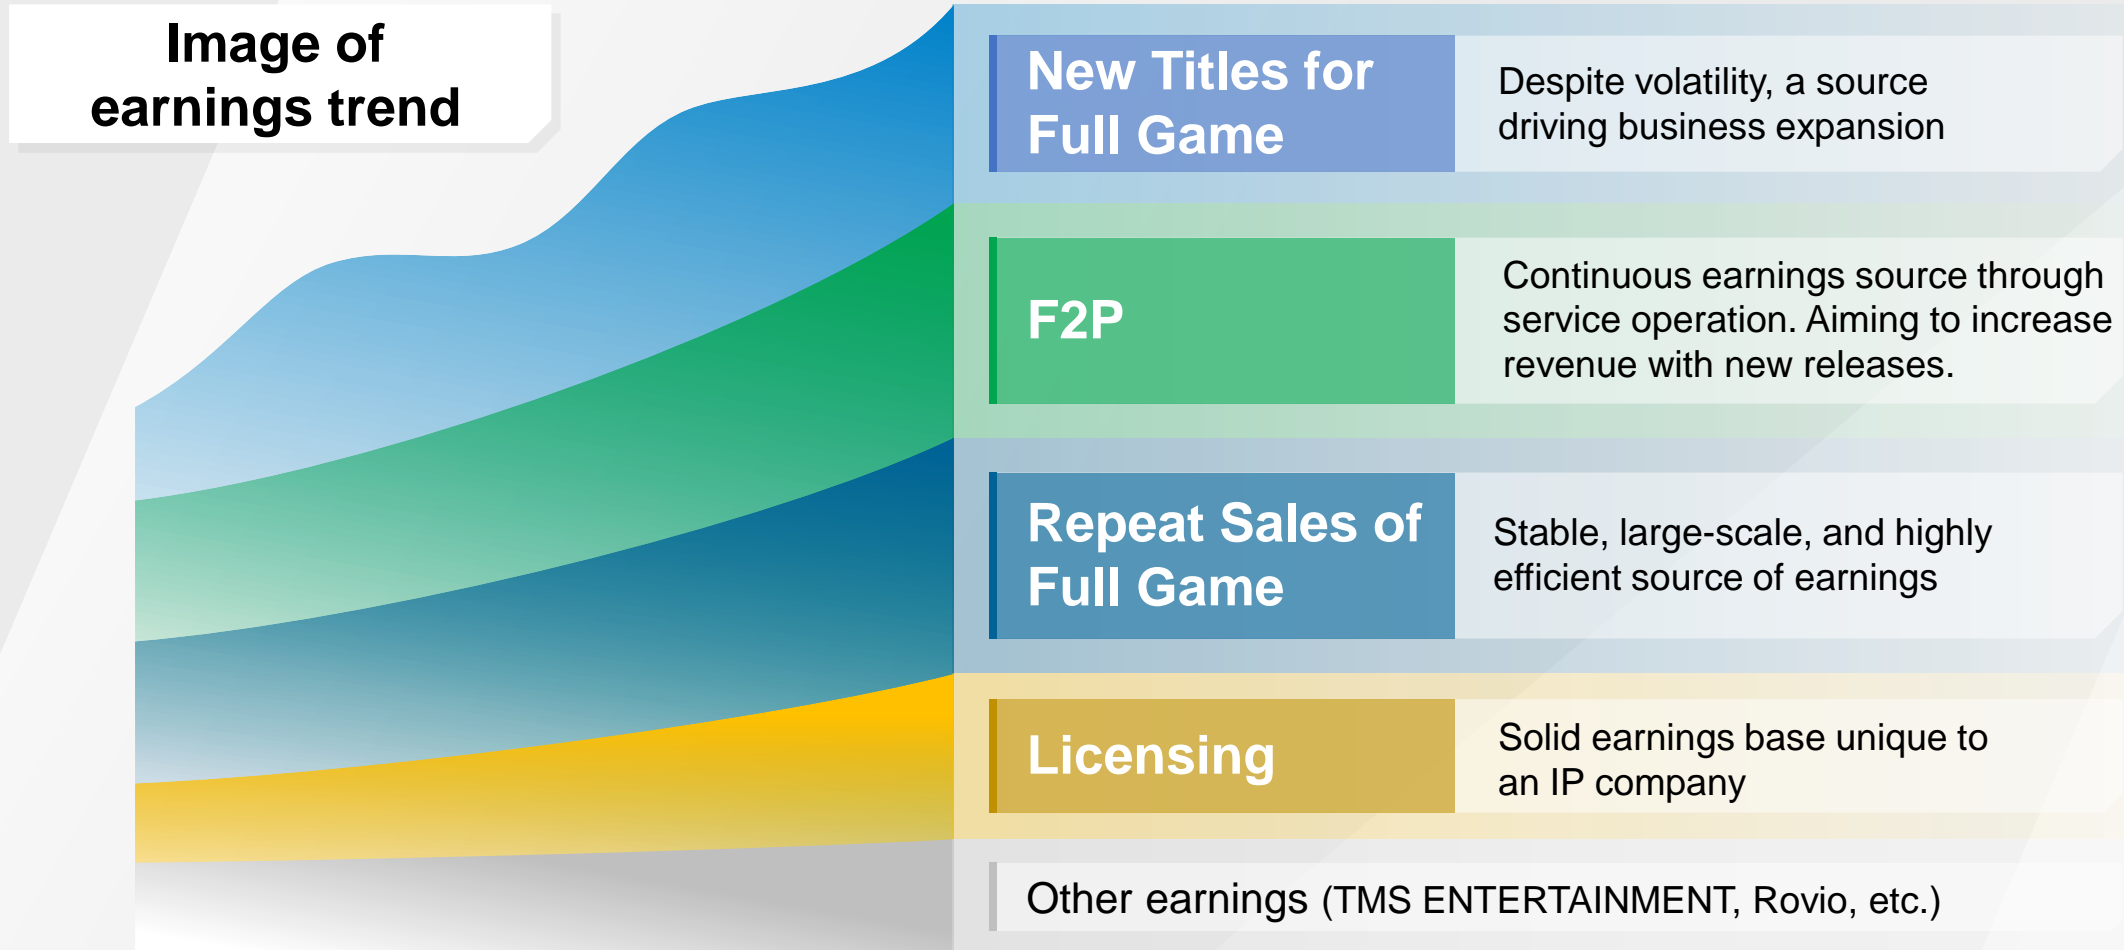 Image of
earnings trend
New Titles for
Full Game
Despite volatility, a source
driving business expansion
F2P
Continuous earnings source through
service operation. Aiming to increase
revenue with new releases.
Repeat Sales of
Full Game
Stable, large-scale, and highly
efficient source of earnings
Licensing
Solid earnings base unique to
an IP company
Other earnings (TMS ENTERTAINMENT, Rovio, etc.)